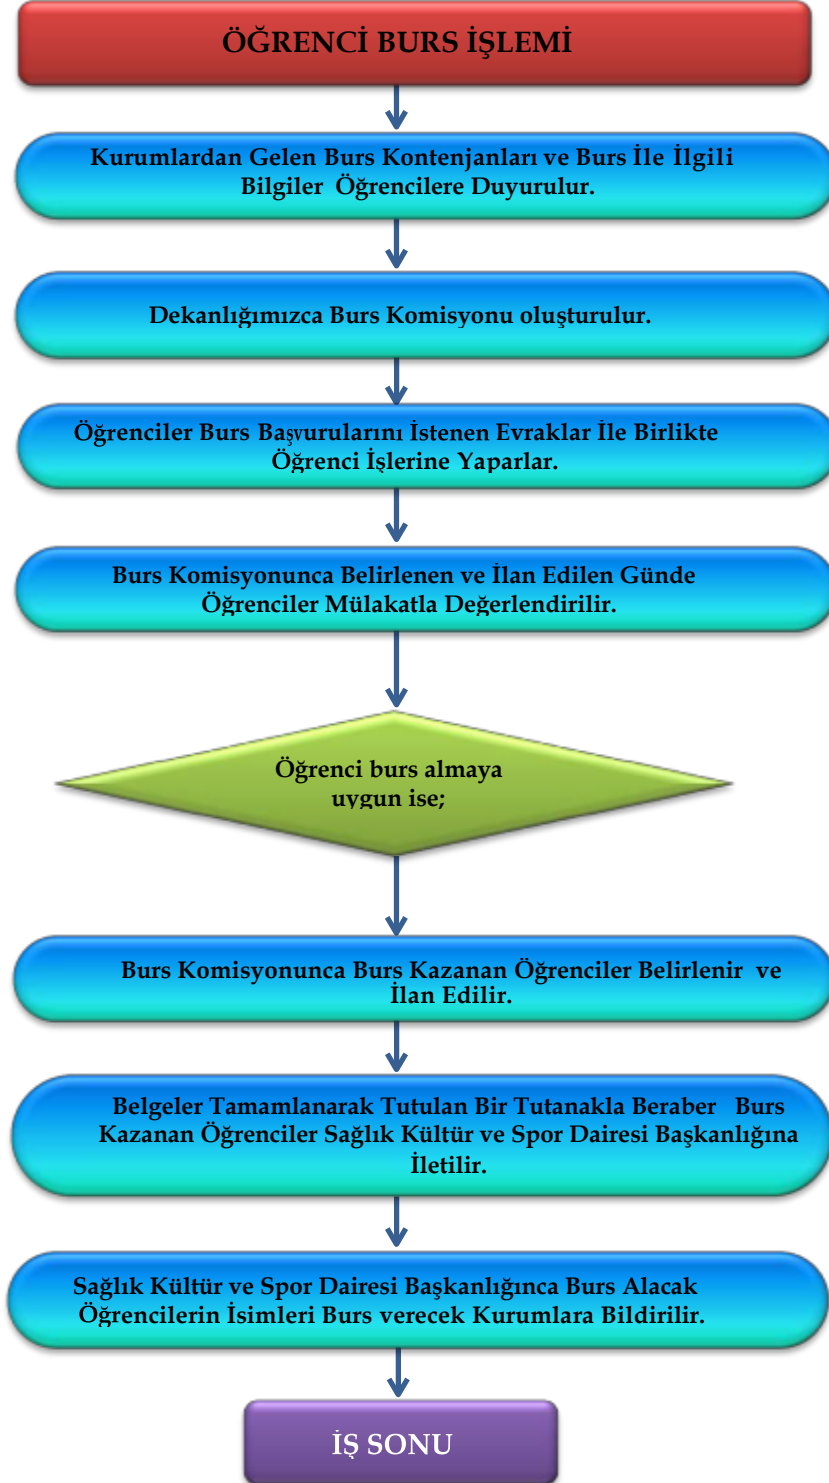 ÖĞRENCİ BURS İŞLEMİ
Kurumlardan Gelen Burs Kontenjanları ve Burs İle İlgili
Bilgiler Öğrencilere Duyurulur.
Dekanlığımızca Burs Komisyonu oluşturulur.
Öğrenciler Burs Başvurularını İstenen Evraklar İle Birlikte
Öğrenci İşlerine Yaparlar.
Burs Komisyonunca Belirlenen ve İlan Edilen Günde
Öğrenciler Mülakatla Değerlendirilir.
Öğrenci burs almaya
uygun ise;
Burs Komisyonunca Burs Kazanan Öğrenciler Belirlenir ve
İlan Edilir.
Belgeler Tamamlanarak Tutulan Bir Tutanakla Beraber Burs
Kazanan Öğrenciler Sağlık Kültür ve Spor Dairesi Başkanlığına
İletilir.
Sağlık Kültür ve Spor Dairesi Başkanlığınca Burs Alacak
Öğrencilerin İsimleri Burs verecek Kurumlara Bildirilir.
İŞ SONU